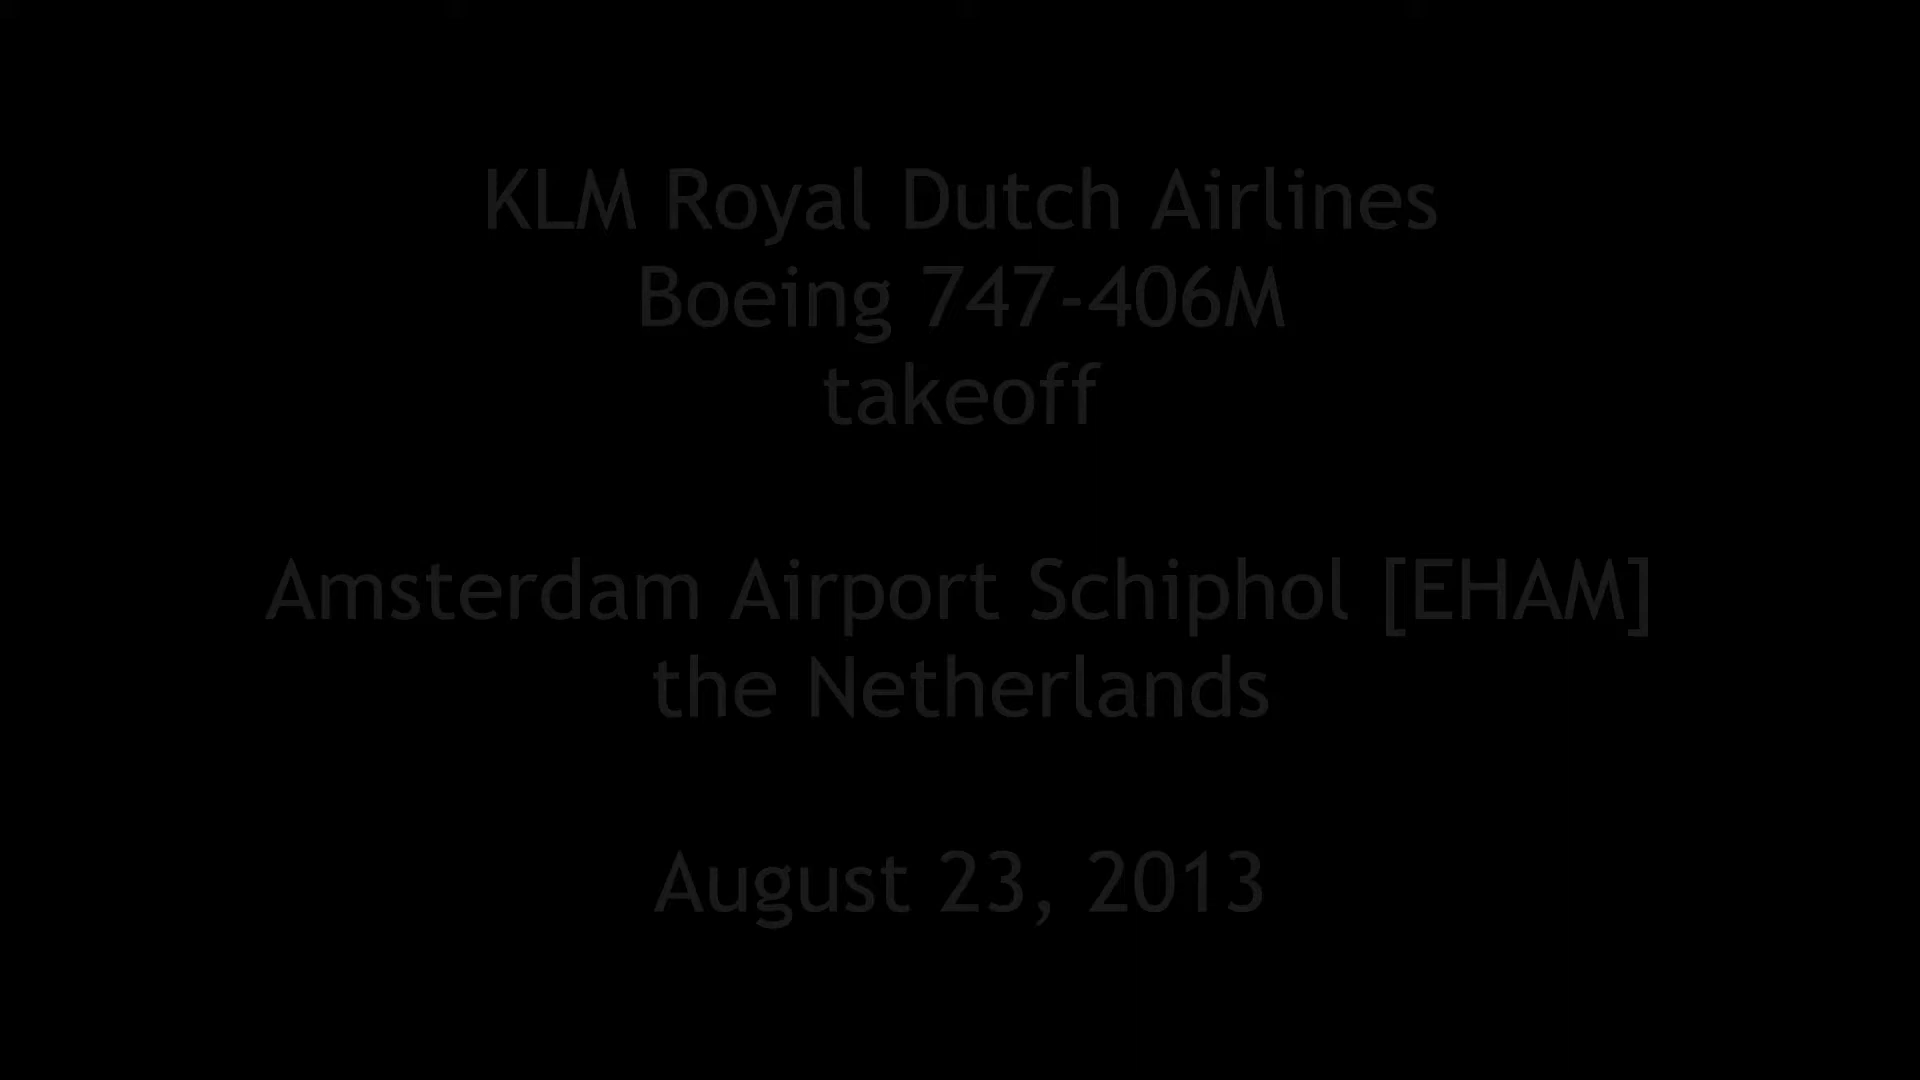 KLM Royal Dutch Airlines
Boeing 747-406M
takeoff
Amsterdam Airport Schiphol [EHAM]
the Netherlands
August 23, 2013